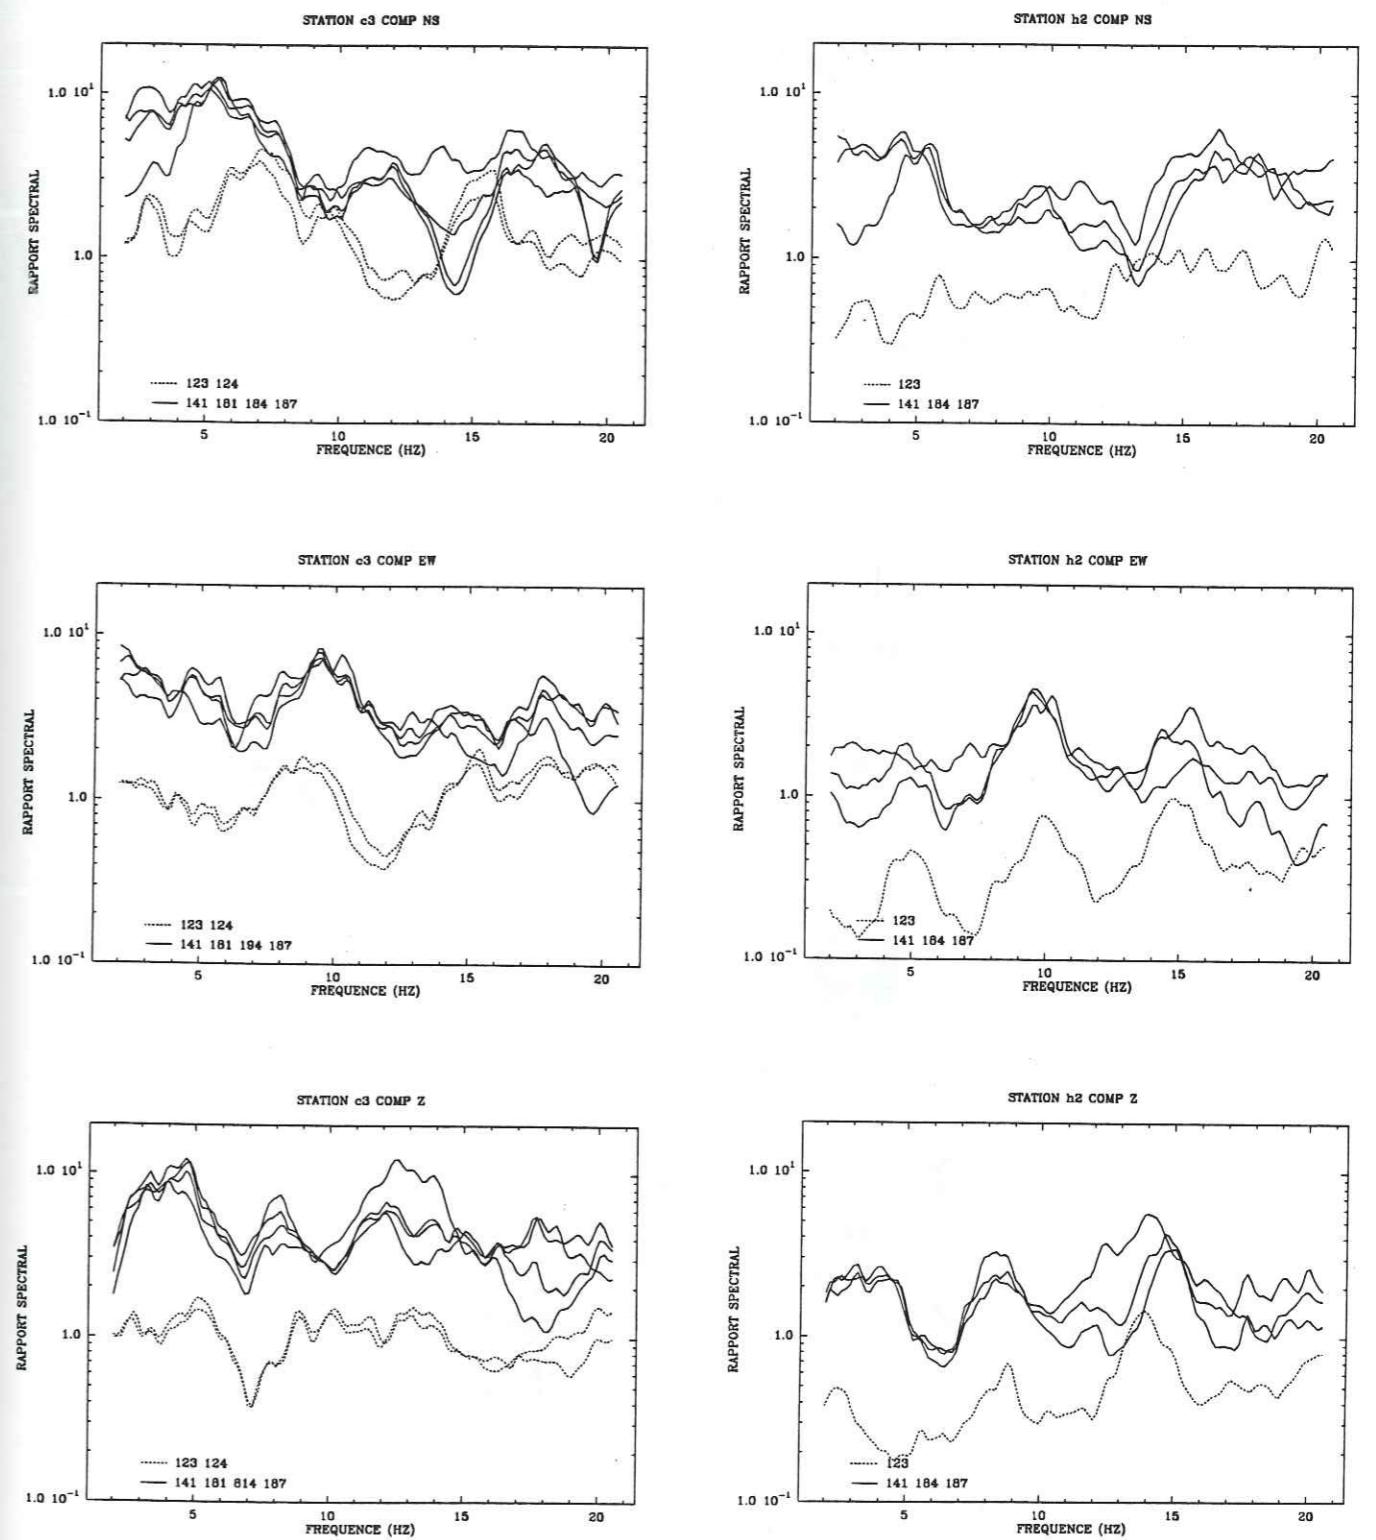 STATION c3 COMP NS
RAPPORT SPECTRAL
1.0 10¹
1.0
1.0 10⁻¹
123 124
141 181 184 187
5 10 15 20
FREQUENCE (HZ)
STATION h2 COMP NS
RAPPORT SPECTRAL
1.0 10¹
1.0
1.0 10⁻¹
123
141 184 187
5 10 15 20
FREQUENCE (HZ)
STATION c3 COMP EW
RAPPORT SPECTRAL
1.0 10¹
1.0
1.0 10⁻¹
123 124
141 181 194 187
5 10 15 20
FREQUENCE (HZ)
STATION h2 COMP EW
RAPPORT SPECTRAL
1.0 10¹
1.0
1.0 10⁻¹
123
141 184 187
5 10 15 20
FREQUENCE (HZ)
STATION c3 COMP Z
RAPPORT SPECTRAL
1.0 10¹
1.0
1.0 10⁻¹
123 124
141 181 814 187
5 10 15 20
FREQUENCE (HZ)
STATION h2 COMP Z
RAPPORT SPECTRAL
1.0 10¹
1.0
1.0 10⁻¹
123
141 184 187
5 10 15 20
FREQUENCE (HZ)